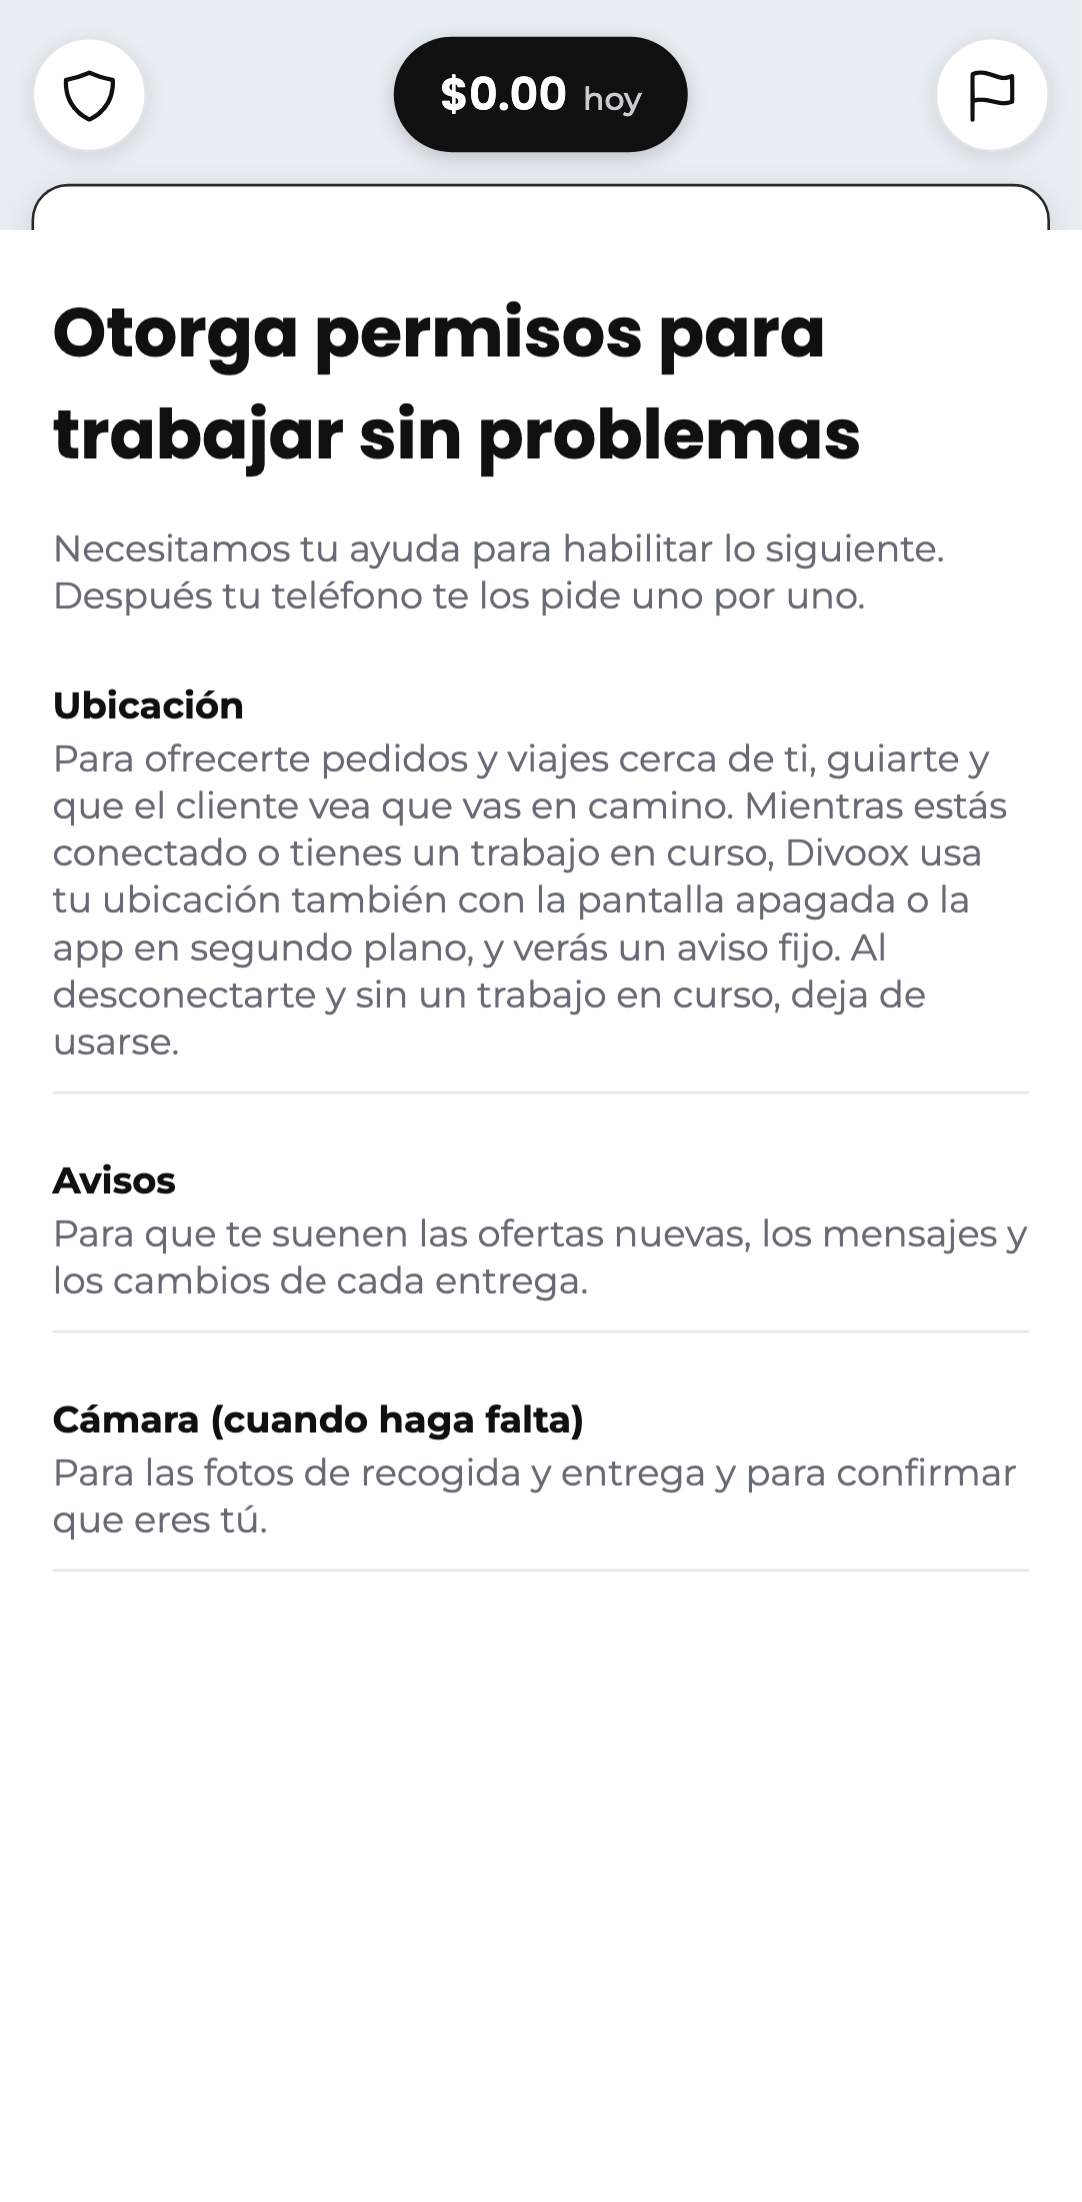 $0.00 hoy
Otorga permisos para
trabajar sin problemas
Necesitamos tu ayuda para habilitar lo siguiente.
Después tu teléfono te los pide uno por uno.
Ubicación
Para ofrecerte pedidos y viajes cerca de ti, guiarte y
que el cliente vea que vas en camino. Mientras estás
conectado o tienes un trabajo en curso, Divoox usa
tu ubicación también con la pantalla apagada o la
app en segundo plano, y verás un aviso fijo. Al
desconectarte y sin un trabajo en curso, deja de
usarse.
Avisos
Para que te suenen las ofertas nuevas, los mensajes y
los cambios de cada entrega.
Cámara (cuando haga falta)
Para las fotos de recogida y entrega y para confirmar
que eres tú.